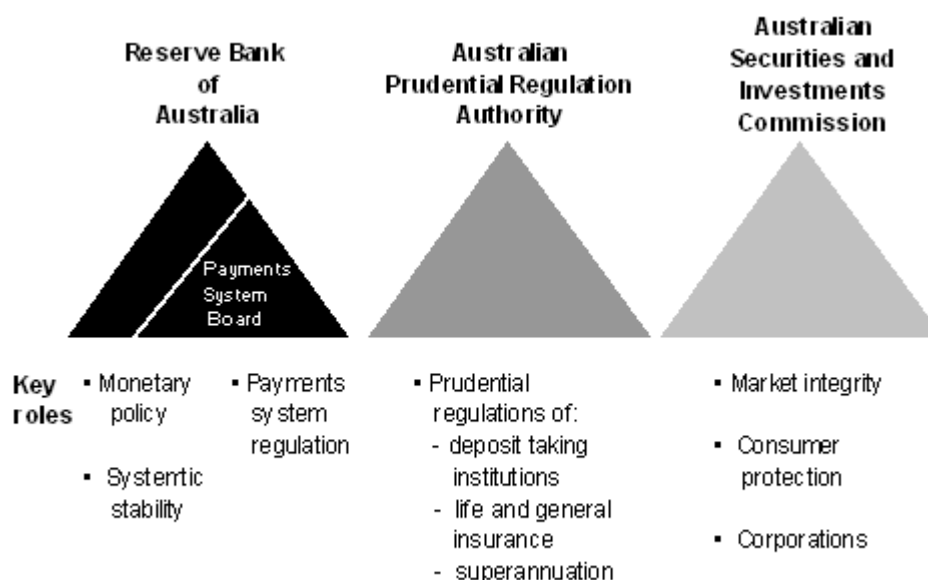 Reserve Bank
of
Australia
Australian
Prudential Regulation
Authority
Australian
Securities and
Investments
Commission
Payments
System
Board
Key
roles
▪ Monetary
policy
▪ Systemtic
stability
▪ Payments
system
regulation
▪ Prudential
regulations of:
- deposit taking
institutions
- life and general
insurance
- superannuation
▪ Market integrity
▪ Consumer
protection
▪ Corporations